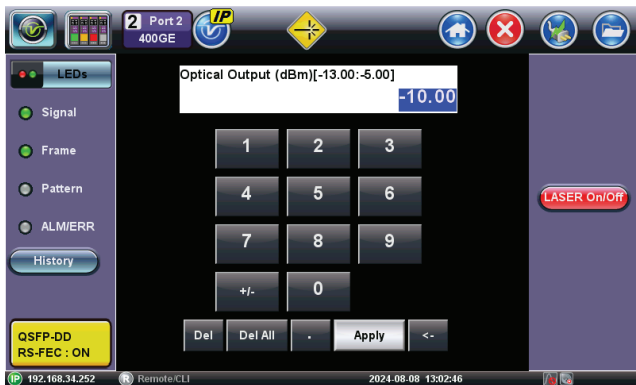 2 Port 2
400GE
IP
LEDs
Signal
Frame
Pattern
ALM/ERR
History
QSFP-DD
RS-FEC : ON
Optical Output (dBm)[-13.00:-5.00]
-10.00
1 2 3
4 5 6
7 8 9
+/- 0
Del Del All . Apply <-
LASER On/Off
IP 192.168.34.252 R Remote/CLI 2024-08-08 13:02:46